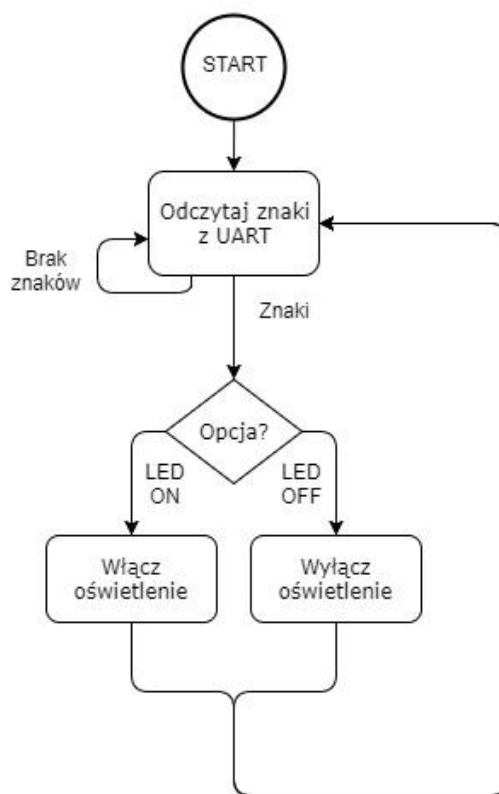 START
Odczytaj znaki
z UART
Brak
znaków
Znaki
Opcja?
LED
ON
LED
OFF
Włącz
oświetlenie
Wyłącz
oświetlenie